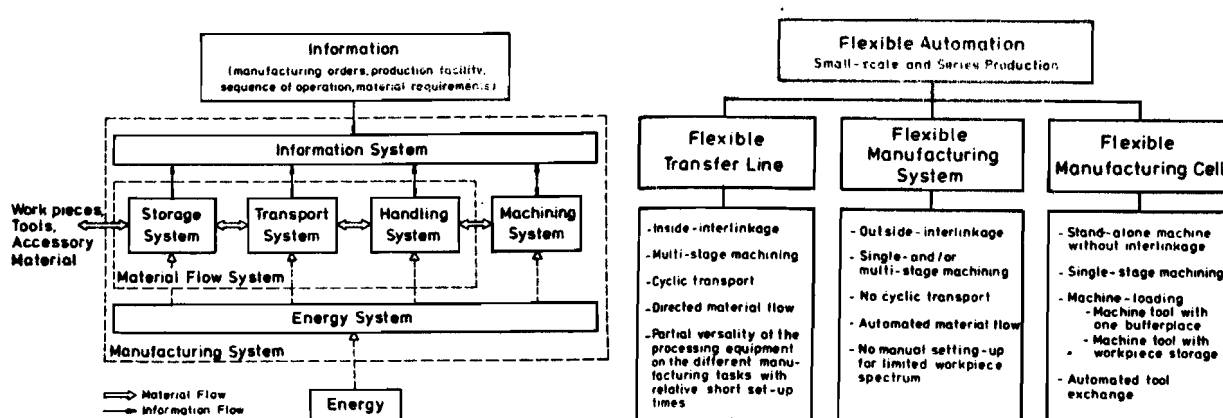 Information
(manufacturing orders, production facility,
sequence of operation, material requirements)
Information System
Work pieces,
Tools,
Accessory
Material
Storage
System
Transport
System
Handling
System
Machining
System
Material Flow System
Energy System
Manufacturing System
Material Flow
Information Flow
Energy
Flexible Automation
Small-scale and Series Production
Flexible
Transfer Line
- Inside-interlinkage
- Multi-stage machining
- Cyclic transport
- Directed material flow
- Partial versality of the
processing equipment
on the different manu-
facturing tasks with
relative short set-up
times
Flexible
Manufacturing
System
- Outside-interlinkage
- Single-and/or
multi-stage machining
- No cyclic transport
- Automated material flow
- No manual setting-up
for limited workpiece
spectrum
Flexible
Manufacturing Cell
- Stand-alone machine
without interlinkage
- Single-stage machining
- Machine-loading
- Machine tool with
one bufferplace
- Machine tool with
workpiece storage
- Automated tool
exchange